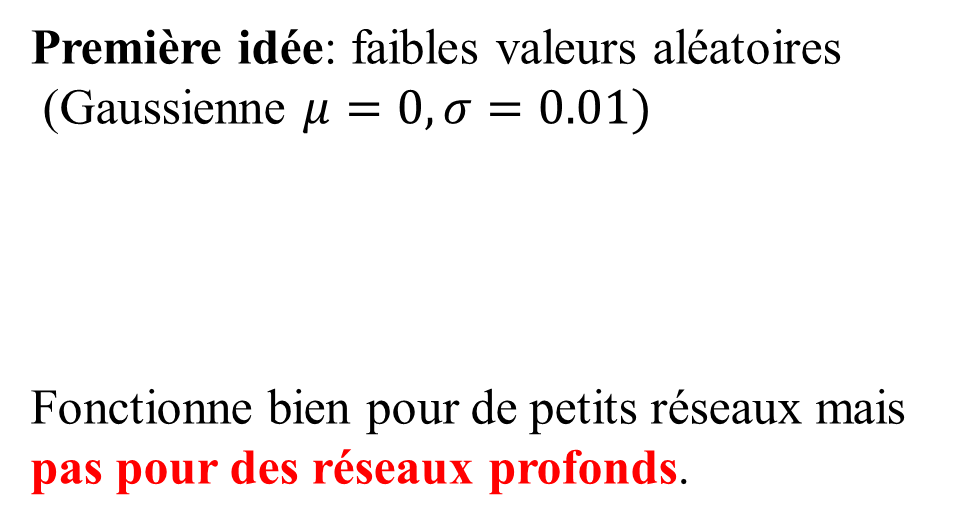 Première idée: faibles valeurs aléatoires
(Gaussienne 𝜇 = 0, 𝜎 = 0.01)
Fonctionne bien pour de petits réseaux mais
pas pour des réseaux profonds.